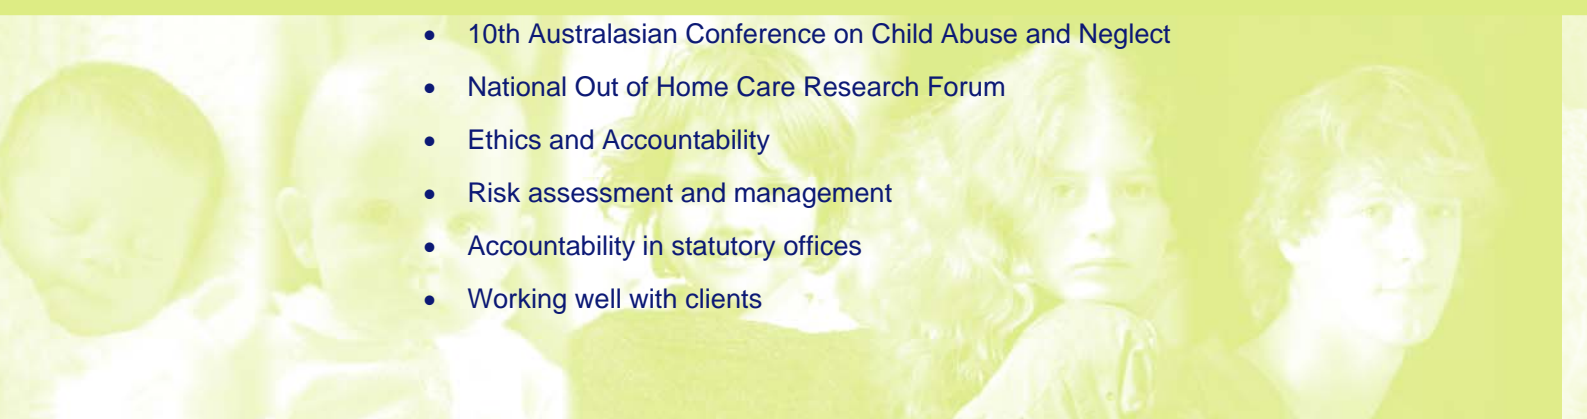 • 10th Australasian Conference on Child Abuse and Neglect
• National Out of Home Care Research Forum
• Ethics and Accountability
• Risk assessment and management
• Accountability in statutory offices
• Working well with clients